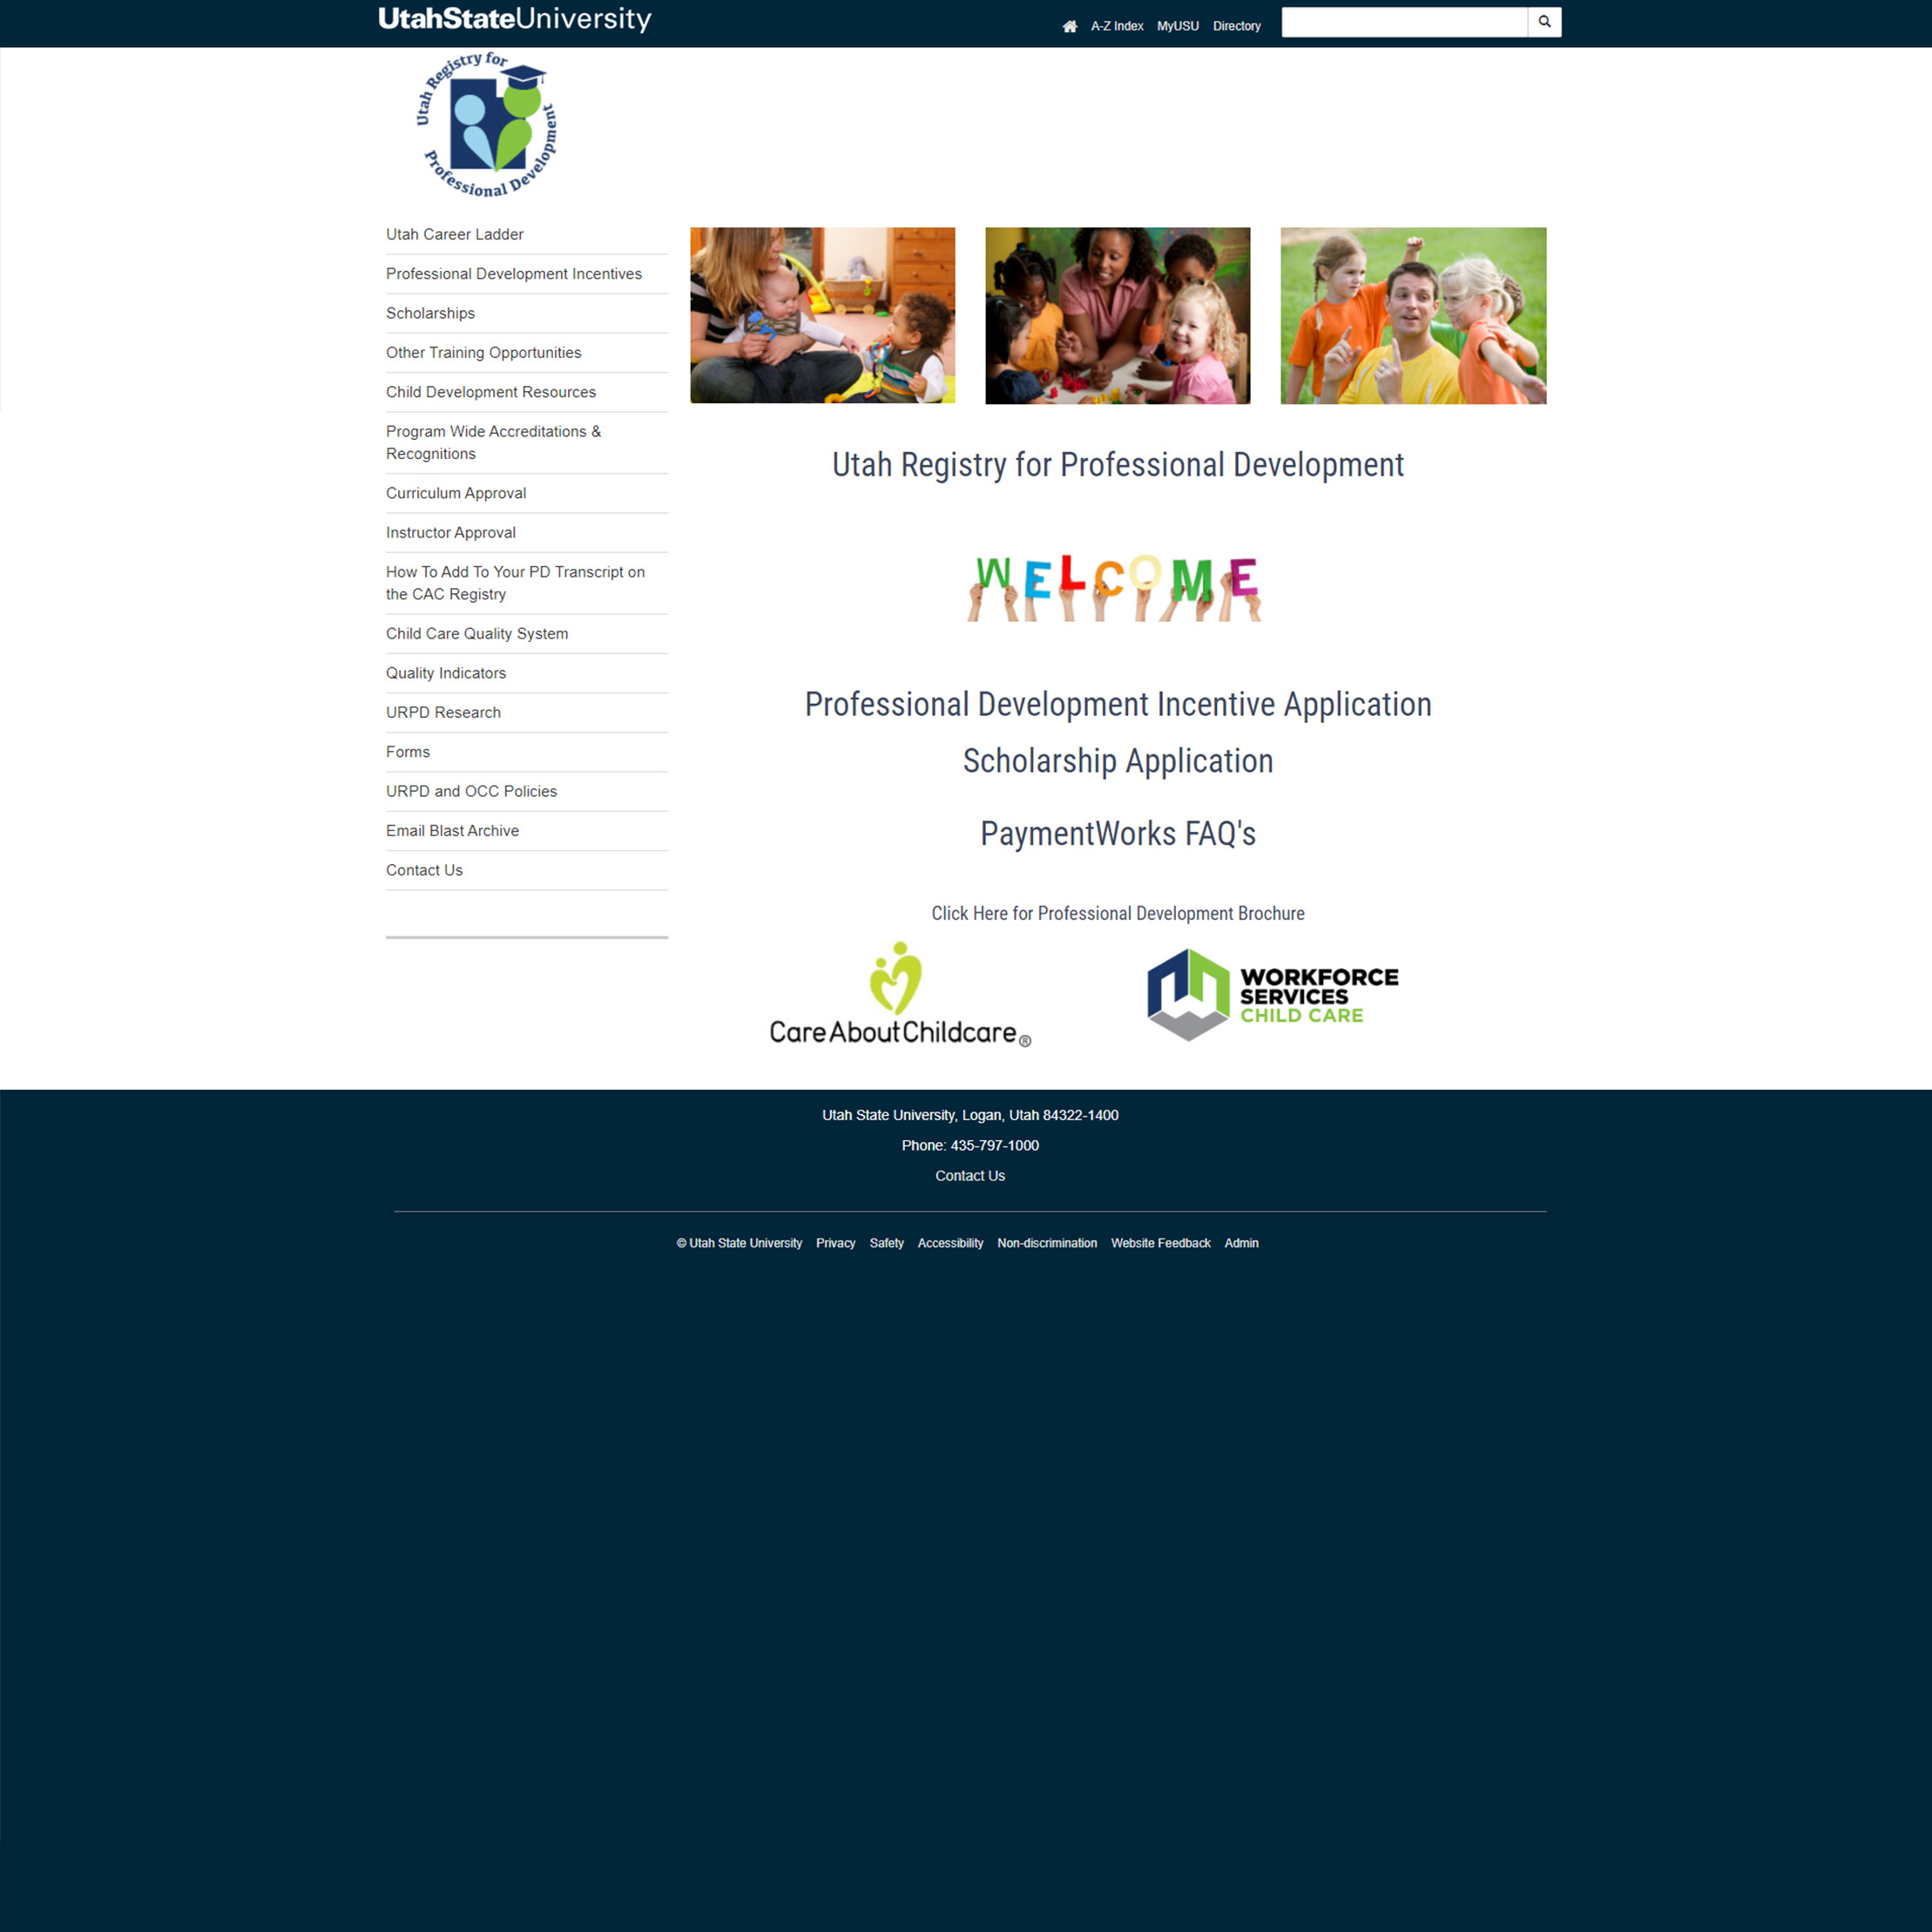 UtahStateUniversity
A-Z Index MyUSU Directory
Utah Registry for
Professional Development
Utah Career Ladder
Professional Development Incentives
Scholarships
Other Training Opportunities
Child Development Resources
Program Wide Accreditations &
Recognitions
Curriculum Approval
Instructor Approval
How To Add To Your PD Transcript on
the CAC Registry
Child Care Quality System
Quality Indicators
URPD Research
Forms
URPD and OCC Policies
Email Blast Archive
Contact Us
Utah Registry for Professional Development
WELCOME
Professional Development Incentive Application
Scholarship Application
PaymentWorks FAQ's
Click Here for Professional Development Brochure
CareAboutChildcare®
WORKFORCE
SERVICES
CHILD CARE
Utah State University, Logan, Utah 84322-1400
Phone: 435-797-1000
Contact Us
© Utah State University Privacy Safety Accessibility Non-discrimination Website Feedback Admin